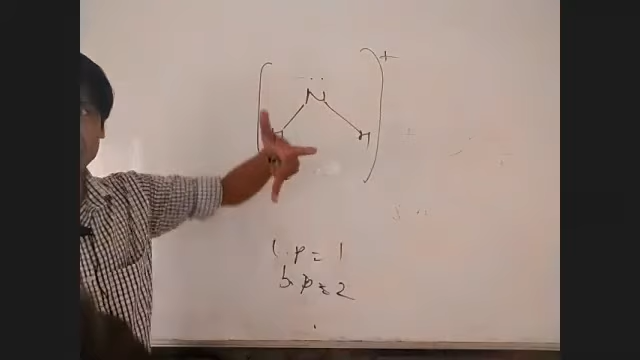 +
N
H H
l.p = 1
b.p = 2